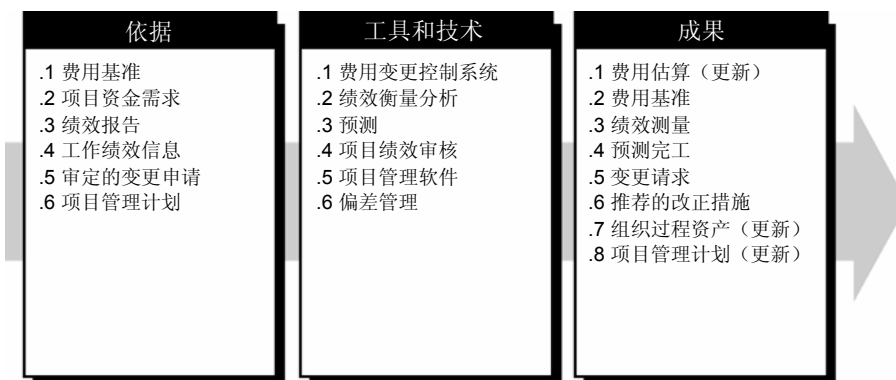 依据
.1 费用基准
.2 项目资金需求
.3 绩效报告
.4 工作绩效信息
.5 审定的变更申请
.6 项目管理计划
工具和技术
.1 费用变更控制系统
.2 绩效衡量分析
.3 预测
.4 项目绩效审核
.5 项目管理软件
.6 偏差管理
成果
.1 费用估算（更新）
.2 费用基准
.3 绩效测量
.4 预测完工
.5 变更请求
.6 推荐的改正措施
.7 组织过程资产（更新）
.8 项目管理计划（更新）